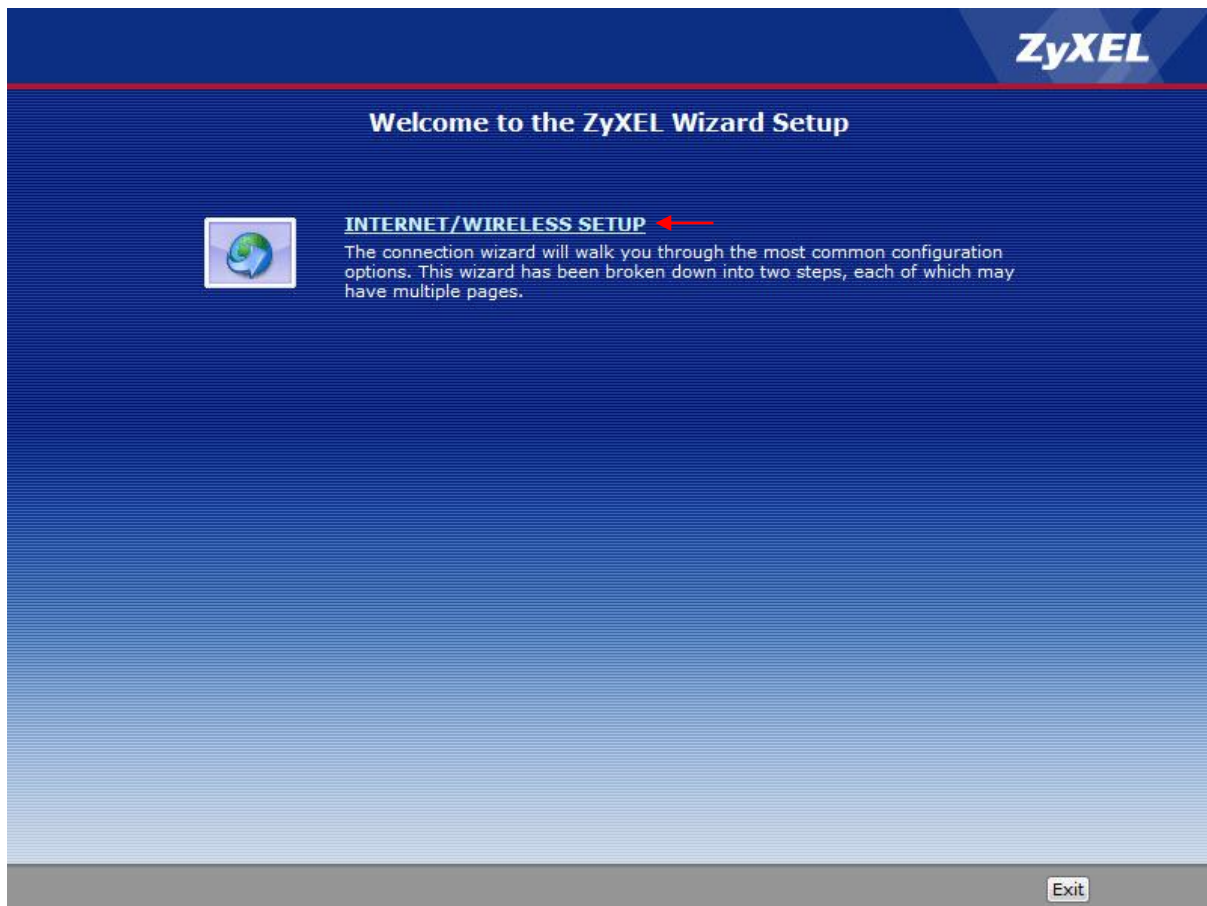 ZyXEL
Welcome to the ZyXEL Wizard Setup
INTERNET/WIRELESS SETUP
The connection wizard will walk you through the most common configuration
options. This wizard has been broken down into two steps, each of which may
have multiple pages.
Exit